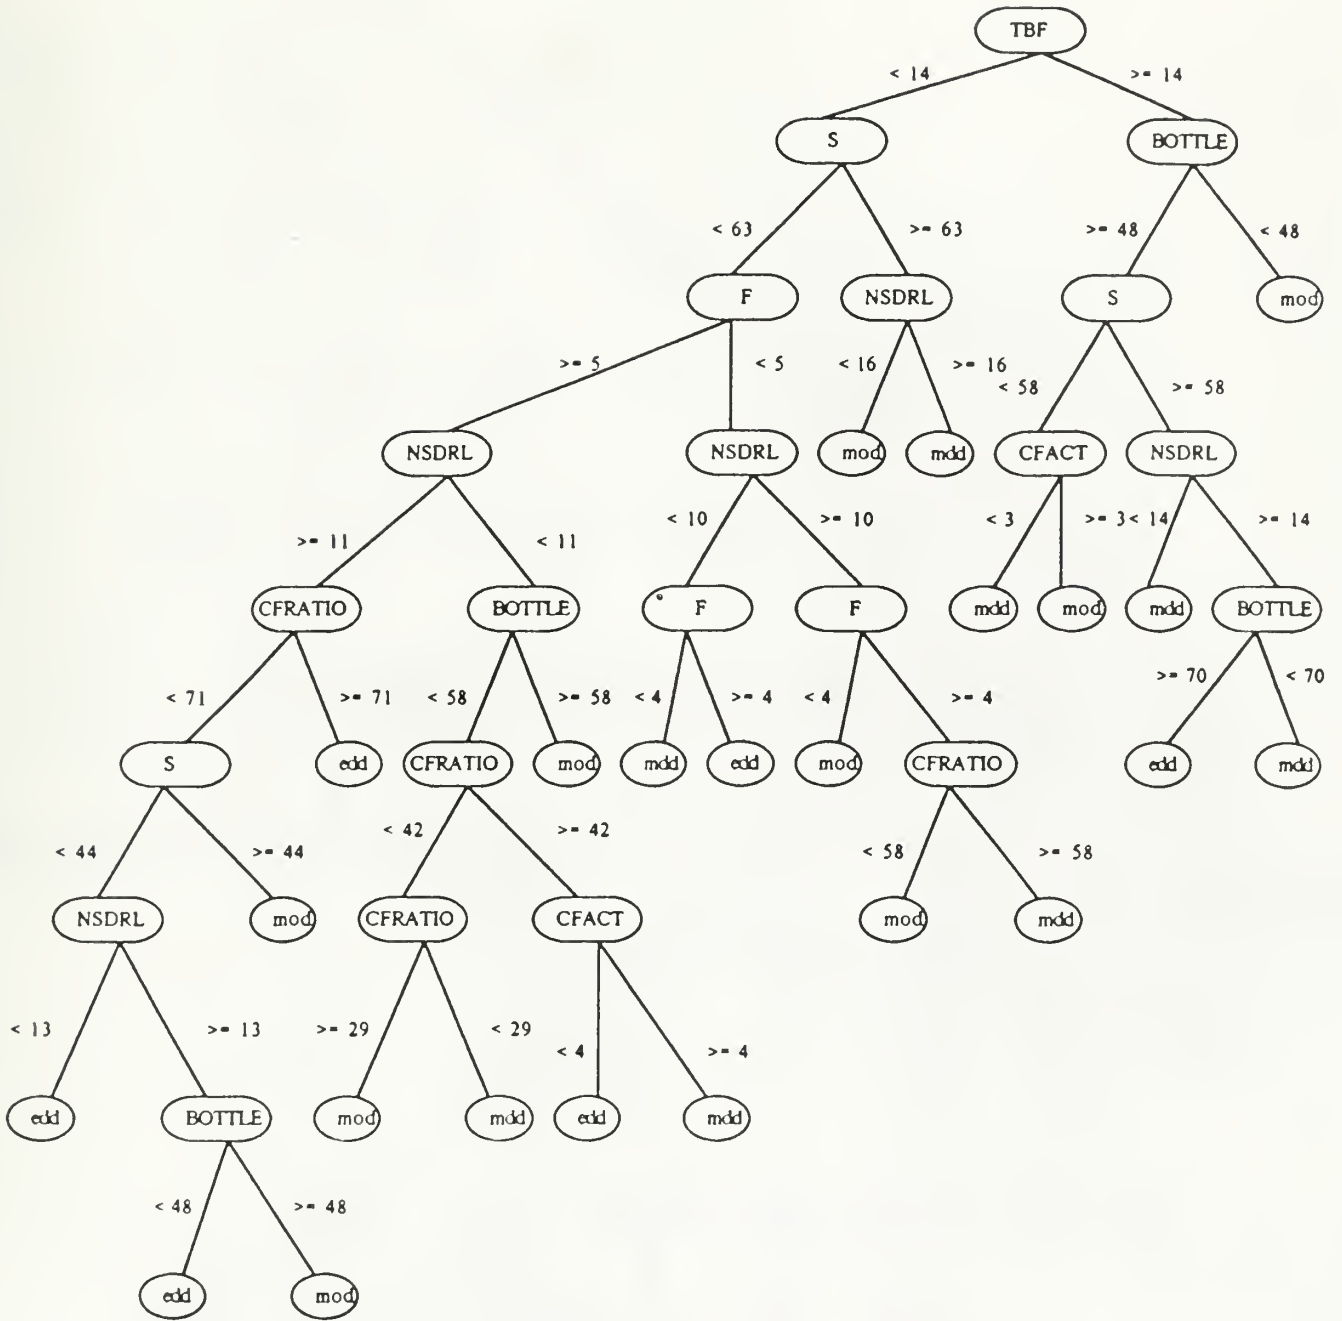 TBF
< 14 >= 14
S BOTTLE
< 63 >= 63 >= 48 < 48
F NSDRL S mod
>= 5 < 5 < 16 >= 16 < 58 >= 58
NSDRL NSDRL mod mdd CFACT NSDRL
>= 11 < 11 < 10 >= 10 < 3 >= 3 < 14 >= 14
CFRATIO BOTTLE F F mdd mod mdd BOTTLE
< 71 >= 71 < 58 >= 58 < 4 >= 4 < 4 >= 4 >= 70 < 70
S edd CFRATIO mod mdd edd mod CFRATIO edd mdd
< 44 >= 44 < 42 >= 42 < 58 >= 58
NSDRL mod CFRATIO CFACT mod mdd
< 13 >= 13 >= 29 < 29 < 4 >= 4
edd BOTTLE mod mdd edd mdd
< 48 >= 48
edd mod